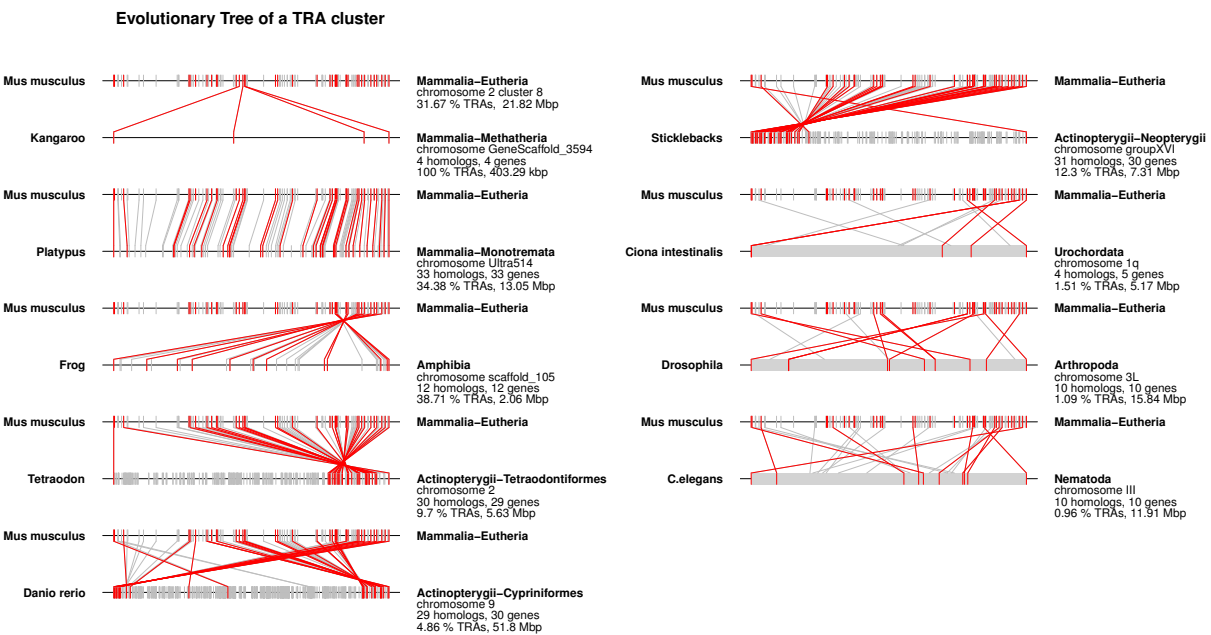 Evolutionary Tree of a TRA cluster
Mus musculus
Mammalia−Eutheria
chromosome 2 cluster 8
31.67 % TRAs, 21.82 Mbp
Kangaroo
Mammalia−Methatheria
chromosome GeneScaffold_3594
4 homologs, 4 genes
100 % TRAs, 403.29 kbp
Mus musculus
Mammalia−Eutheria
Platypus
Mammalia−Monotremata
chromosome Ultra514
33 homologs, 33 genes
34.38 % TRAs, 13.05 Mbp
Mus musculus
Mammalia−Eutheria
Frog
Amphibia
chromosome scaffold_105
12 homologs, 12 genes
38.71 % TRAs, 2.06 Mbp
Mus musculus
Mammalia−Eutheria
Tetraodon
Actinopterygii−Tetraodontiformes
chromosome 2
30 homologs, 29 genes
9.7 % TRAs, 5.63 Mbp
Mus musculus
Mammalia−Eutheria
Danio rerio
Actinopterygii−Cypriniformes
chromosome 9
29 homologs, 30 genes
4.86 % TRAs, 51.8 Mbp
Mus musculus
Mammalia−Eutheria
Sticklebacks
Actinopterygii−Neopterygii
chromosome groupXVI
31 homologs, 30 genes
12.3 % TRAs, 7.31 Mbp
Mus musculus
Mammalia−Eutheria
Ciona intestinalis
Urochordata
chromosome 1q
4 homologs, 5 genes
1.51 % TRAs, 5.17 Mbp
Mus musculus
Mammalia−Eutheria
Drosophila
Arthropoda
chromosome 3L
10 homologs, 10 genes
1.09 % TRAs, 15.84 Mbp
Mus musculus
Mammalia−Eutheria
C.elegans
Nematoda
chromosome III
10 homologs, 10 genes
0.96 % TRAs, 11.91 Mbp